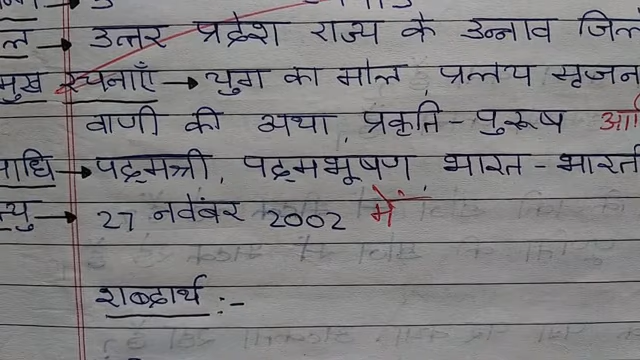 उत्तर प्रदेश राज्य के उन्नाव जिल
मुख रचनाएँ → युग का मोल, प्रलय सृजन
वाणी की व्यथा, प्रकृति - पुरूष आ
पाधि → पद्मश्री, पद्मभूषण, भारत - भारती
त्यु → 27 नवंबर 2002 में
शब्दार्थ :-